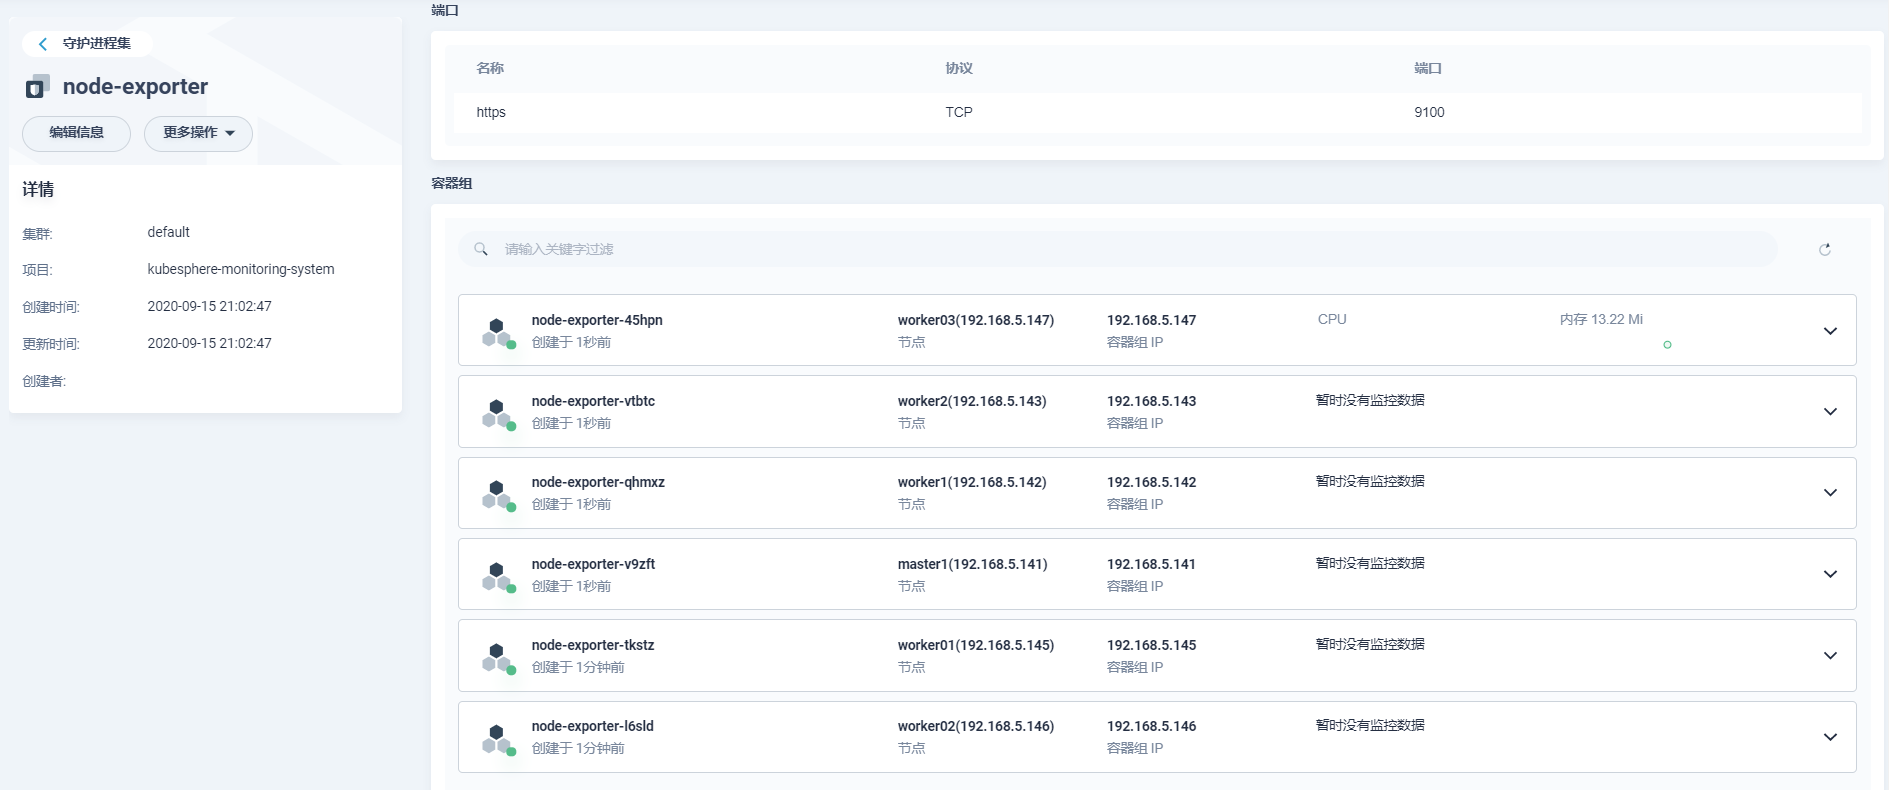 守护进程集
node-exporter
编辑信息
更多操作
详情
集群:
default
项目:
kubesphere-monitoring-system
创建时间:
2020-09-15 21:02:47
更新时间:
2020-09-15 21:02:47
创建者:
端口
名称 协议 端口
https TCP 9100
容器组
请输入关键字过滤
node-exporter-45hpn worker03(192.168.5.147) 192.168.5.147 CPU 内存 13.22 Mi
创建于 1秒前 节点 容器组 IP
node-exporter-vtbtc worker2(192.168.5.143) 192.168.5.143 暂时没有监控数据
创建于 1秒前 节点 容器组 IP
node-exporter-qhmxz worker1(192.168.5.142) 192.168.5.142 暂时没有监控数据
创建于 1秒前 节点 容器组 IP
node-exporter-v9zft master1(192.168.5.141) 192.168.5.141 暂时没有监控数据
创建于 1秒前 节点 容器组 IP
node-exporter-tkstz worker01(192.168.5.145) 192.168.5.145 暂时没有监控数据
创建于 1分钟前 节点 容器组 IP
node-exporter-l6sld worker02(192.168.5.146) 192.168.5.146 暂时没有监控数据
创建于 1分钟前 节点 容器组 IP